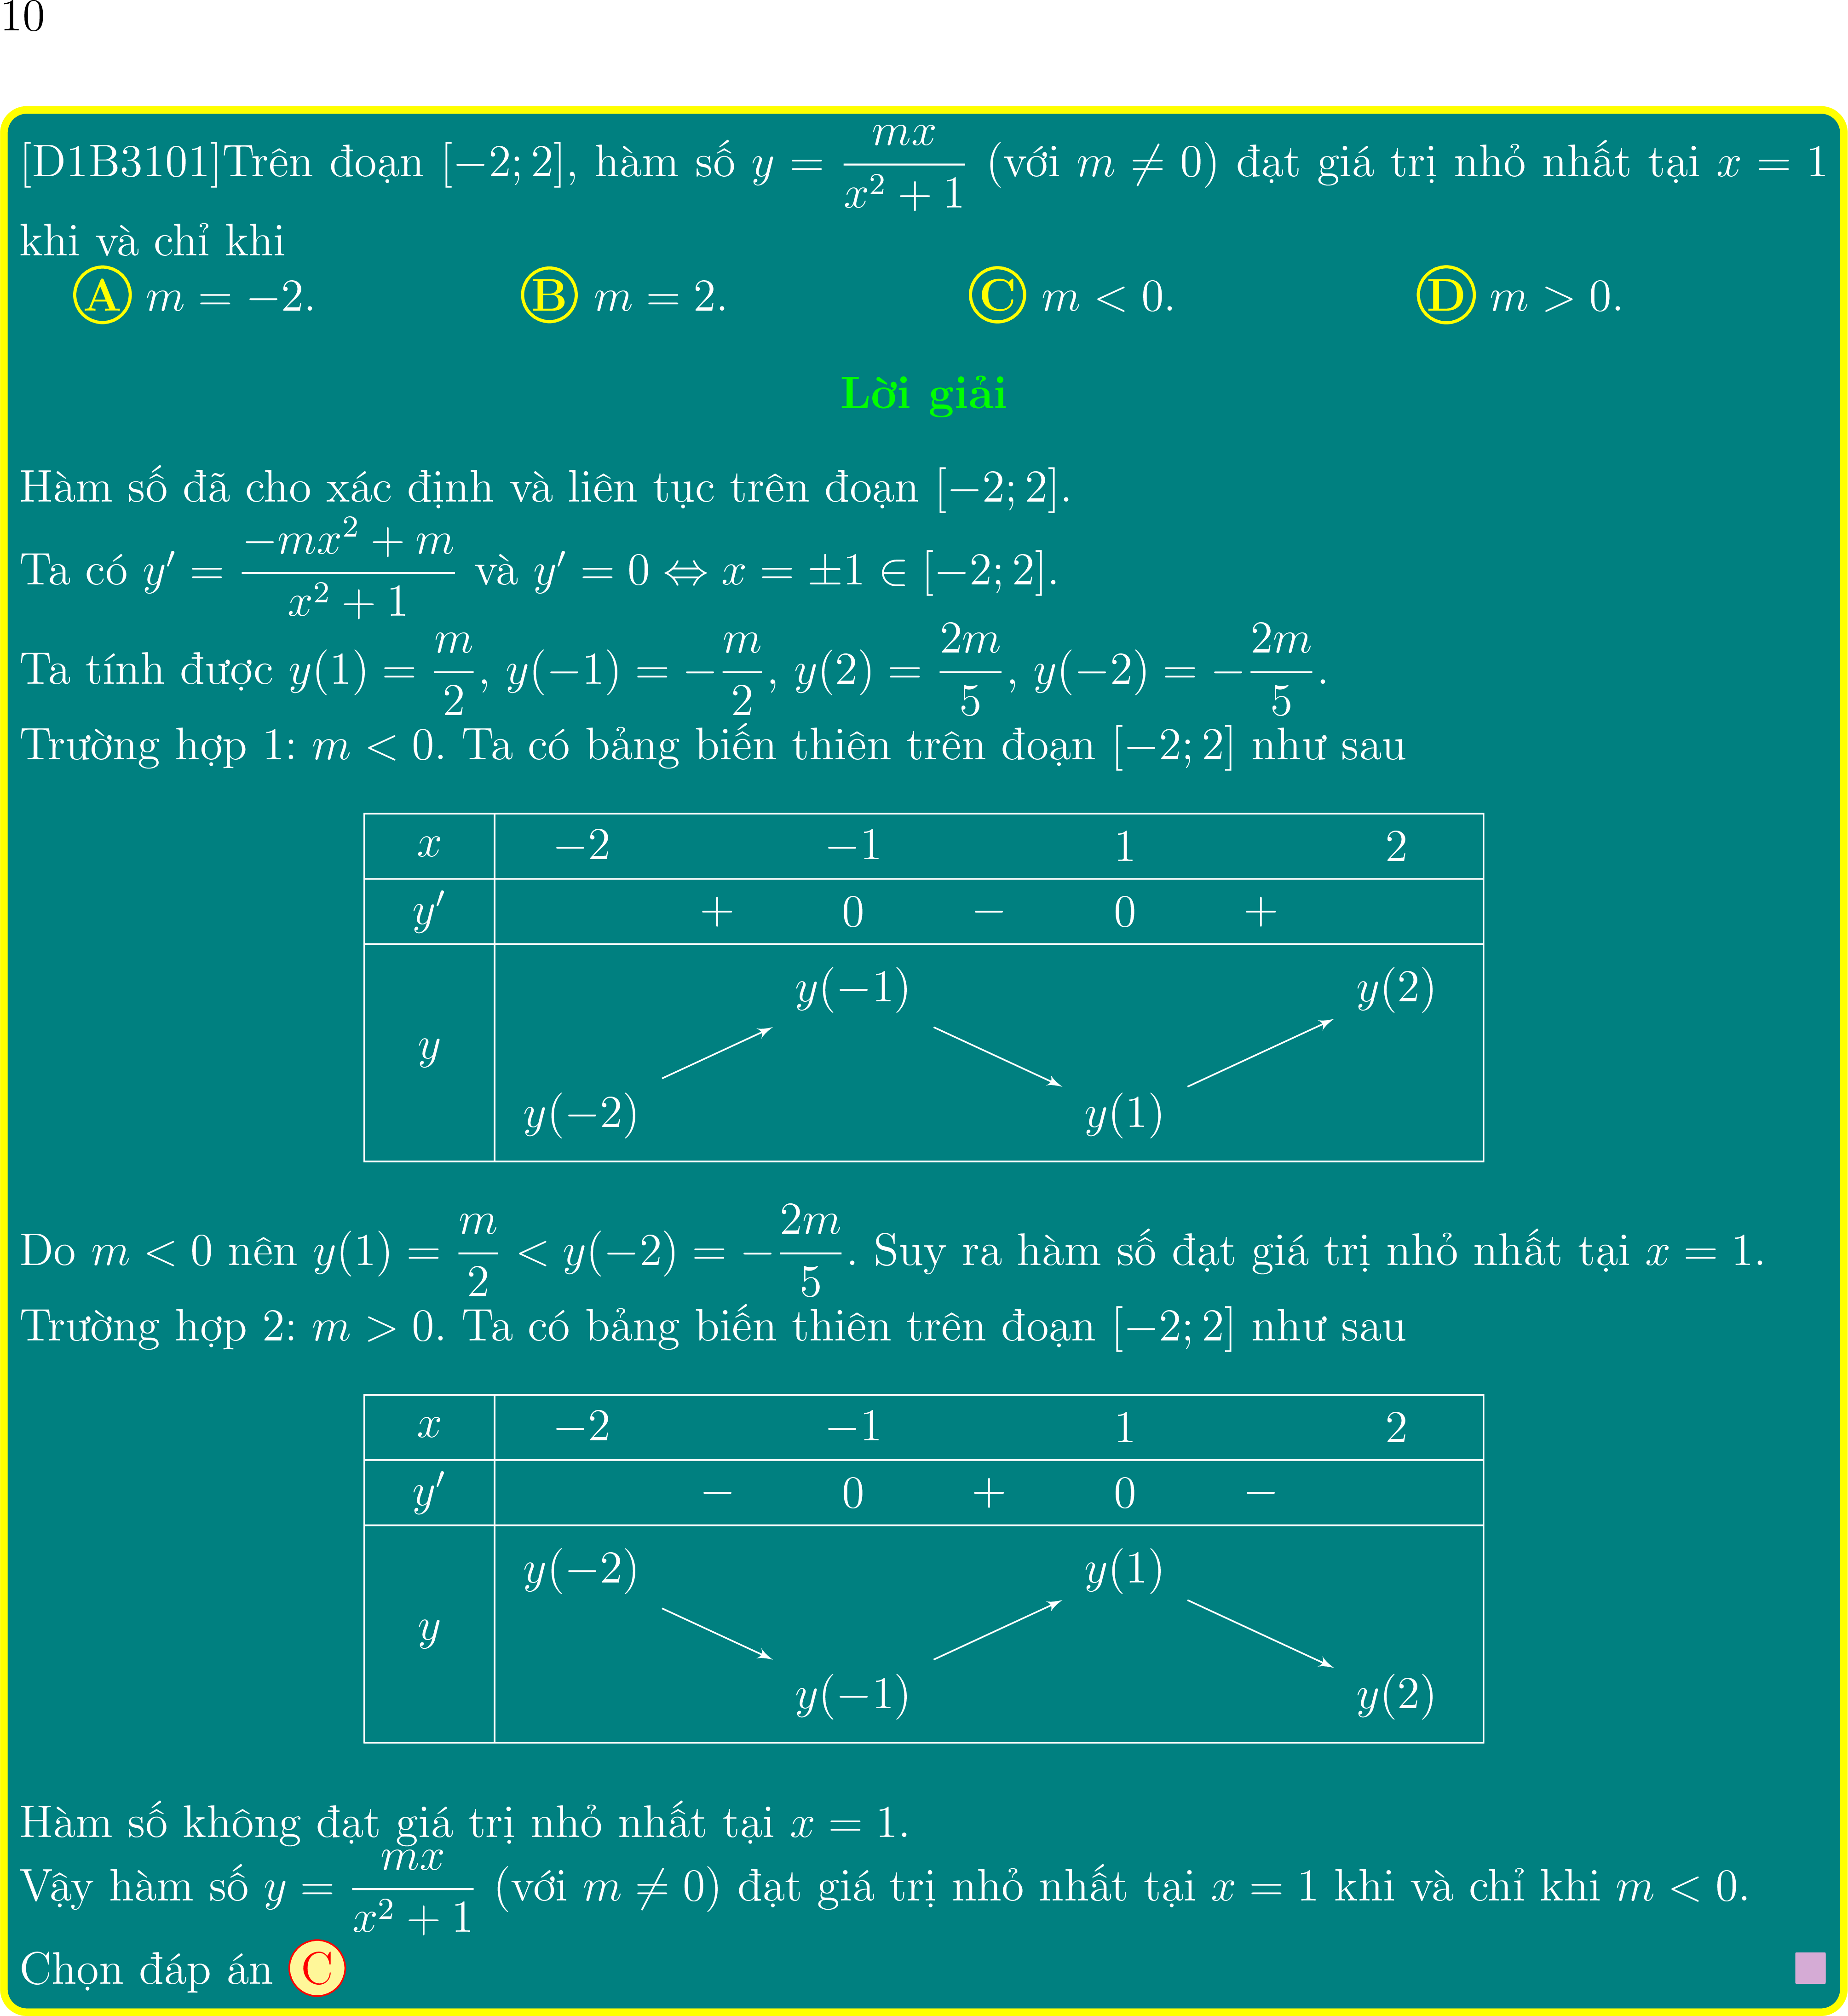 10
[D1B3101]Trên đoạn [−2; 2], hàm số y = \frac{mx}{x^2 + 1} (với m ≠ 0) đạt giá trị nhỏ nhất tại x = 1
khi và chỉ khi
A m = −2. B m = 2. C m < 0. D m > 0.
Lời giải
Hàm số đã cho xác định và liên tục trên đoạn [−2; 2].
Ta có y′ = \frac{−mx^2 + m}{x^2 + 1} và y′ = 0 ⇔ x = ±1 ∈ [−2; 2].
Ta tính được y(1) = \frac{m}{2}, y(−1) = −\frac{m}{2}, y(2) = \frac{2m}{5}, y(−2) = −\frac{2m}{5}.
Trường hợp 1: m < 0. Ta có bảng biến thiên trên đoạn [−2; 2] như sau
x −2 −1 1 2
y′ + 0 − 0 +
y(−1) y(2)
y
y(−2) y(1)
Do m < 0 nên y(1) = \frac{m}{2} < y(−2) = −\frac{2m}{5}. Suy ra hàm số đạt giá trị nhỏ nhất tại x = 1.
Trường hợp 2: m > 0. Ta có bảng biến thiên trên đoạn [−2; 2] như sau
x −2 −1 1 2
y′ − 0 + 0 −
y(−2) y(1)
y
y(−1) y(2)
Hàm số không đạt giá trị nhỏ nhất tại x = 1.
Vậy hàm số y = \frac{mx}{x^2 + 1} (với m ≠ 0) đạt giá trị nhỏ nhất tại x = 1 khi và chỉ khi m < 0.
Chọn đáp án C